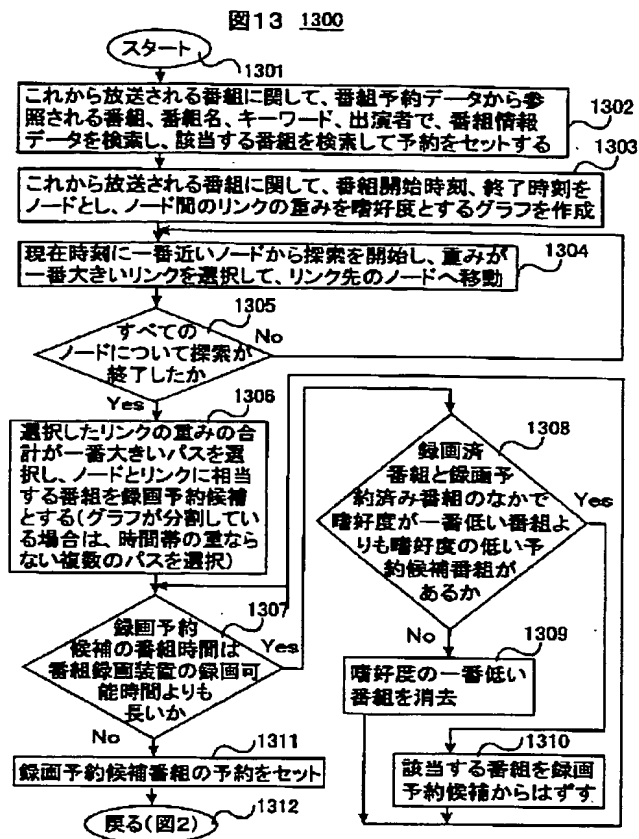 図13 1300
スタート
1301
これから放送される番組に関して、番組予約データから参
照される番組、番組名、キーワード、出演者で、番組情報
データを検索し、該当する番組を検索して予約をセットする
1302
1303
これから放送される番組に関して、番組開始時刻、終了時刻を
ノードとし、ノード間のリンクの重みを嗜好度とするグラフを作成
現在時刻に一番近いノードから探索を開始し、重みが
一番大きいリンクを選択して、リンク先のノードへ移動
1304
1305
すべての
ノードについて探索が
終了したか
No
Yes
1306
選択したリンクの重みの合
計が一番大きいパスを選
択し、ノードとリンクに相当
する番組を録画予約候補
とする(グラフが分割してい
る場合は、時間帯の重なら
ない複数のパスを選択)
1307
録画予約
候補の番組時間は
番組録画装置の録画可
能時間よりも
長いか
Yes
No
1308
録画済
番組と録画予
約済み番組のなかで
嗜好度が一番低い番組よ
りも嗜好度の低い予
約候補番組が
あるか
Yes
No
1309
嗜好度の一番低い
番組を消去
1310
該当する番組を録画
予約候補からはずす
1311
録画予約候補番組の予約をセット
戻る(図2)
1312